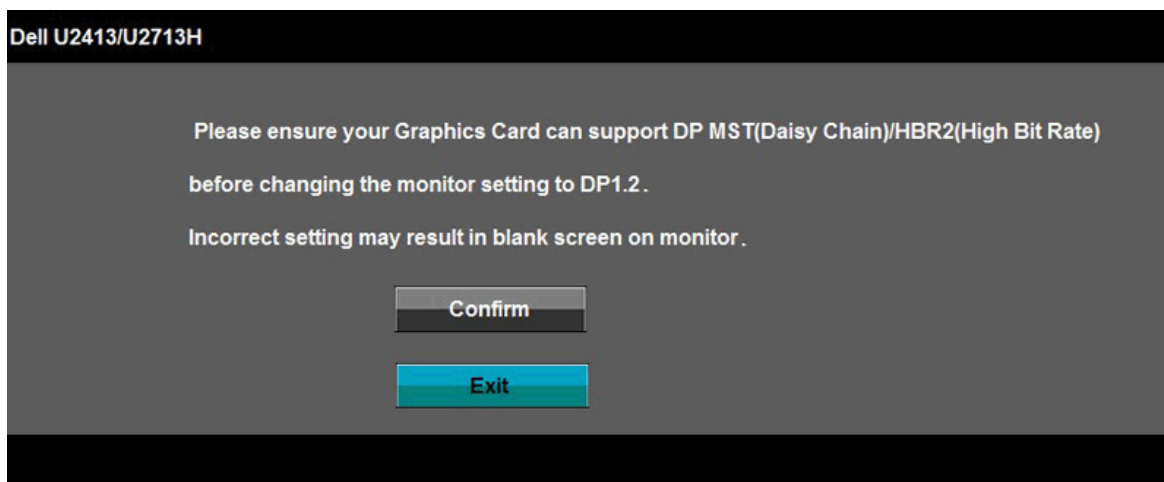 Dell U2413/U2713H
Please ensure your Graphics Card can support DP MST(Daisy Chain)/HBR2(High Bit Rate)
before changing the monitor setting to DP1.2.
Incorrect setting may result in blank screen on monitor.
Confirm
Exit